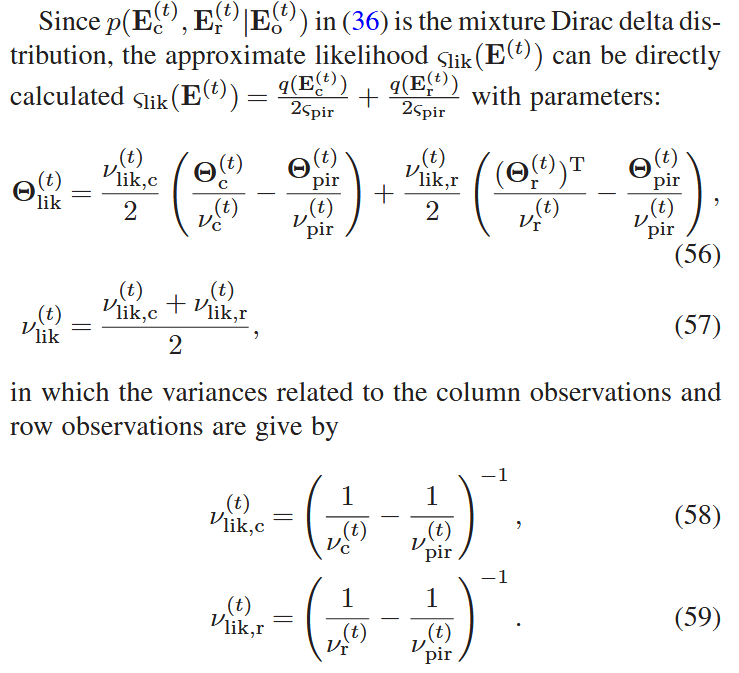 Since $p(\mathbf{E}_{\mathrm{c}}^{(t)}, \mathbf{E}_{\mathrm{r}}^{(t)}|\mathbf{E}_{\mathrm{o}}^{(t)})$ in (36) is the mixture Dirac delta dis-
tribution, the approximate likelihood $\varsigma_{\mathrm{lik}}(\mathbf{E}^{(t)})$ can be directly
calculated $\varsigma_{\mathrm{lik}}(\mathbf{E}^{(t)}) = \frac{q(\mathbf{E}_{\mathrm{c}}^{(t)})}{2\varsigma_{\mathrm{pir}}} + \frac{q(\mathbf{E}_{\mathrm{r}}^{(t)})}{2\varsigma_{\mathrm{pir}}}$ with parameters:
$\mathbf{\Theta}_{\mathrm{lik}}^{(t)} = \frac{\nu_{\mathrm{lik,c}}^{(t)}}{2} \left( \frac{\mathbf{\Theta}_{\mathrm{c}}^{(t)}}{\nu_{\mathrm{c}}^{(t)}} - \frac{\mathbf{\Theta}_{\mathrm{pir}}^{(t)}}{\nu_{\mathrm{pir}}^{(t)}} \right) + \frac{\nu_{\mathrm{lik,r}}^{(t)}}{2} \left( \frac{(\mathbf{\Theta}_{\mathrm{r}}^{(t)})^{\mathrm{T}}}{\nu_{\mathrm{r}}^{(t)}} - \frac{\mathbf{\Theta}_{\mathrm{pir}}^{(t)}}{\nu_{\mathrm{pir}}^{(t)}} \right),$
(56)
$\nu_{\mathrm{lik}}^{(t)} = \frac{\nu_{\mathrm{lik,c}}^{(t)} + \nu_{\mathrm{lik,r}}^{(t)}}{2},$ (57)
in which the variances related to the column observations and
row observations are give by
$\nu_{\mathrm{lik,c}}^{(t)} = \left( \frac{1}{\nu_{\mathrm{c}}^{(t)}} - \frac{1}{\nu_{\mathrm{pir}}^{(t)}} \right)^{-1},$ (58)
$\nu_{\mathrm{lik,r}}^{(t)} = \left( \frac{1}{\nu_{\mathrm{r}}^{(t)}} - \frac{1}{\nu_{\mathrm{pir}}^{(t)}} \right)^{-1}.$ (59)